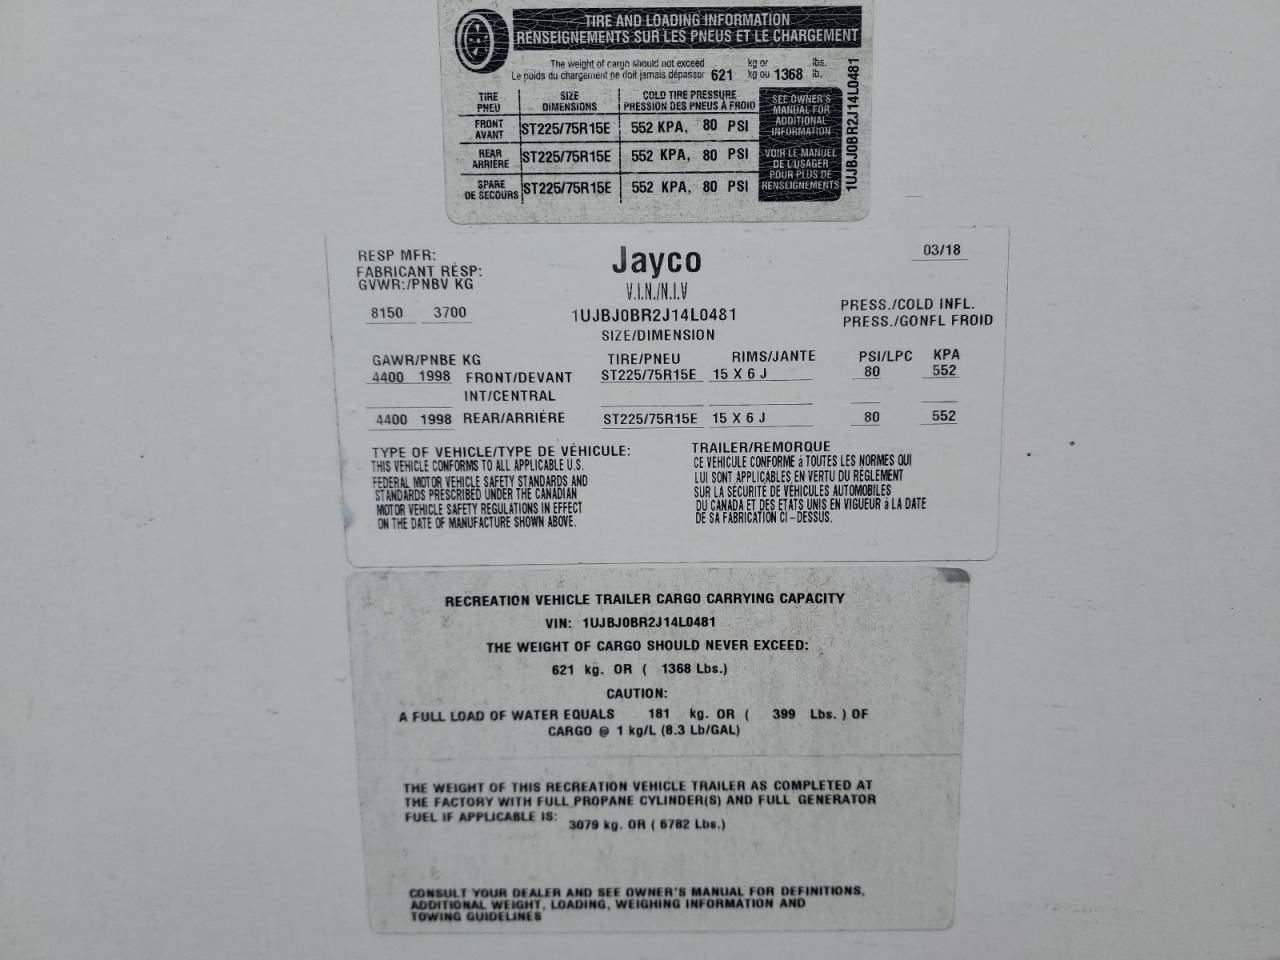 TIRE AND LOADING INFORMATION
RENSEIGNEMENTS SUR LES PNEUS ET LE CHARGEMENT
The weight of cargo should not exceed kg or lbs.
Le poids du chargement ne doit jamais dépasser 621 kg ou 1368 lb.
TIRE PNEU SIZE DIMENSIONS COLD TIRE PRESSURE PRESSION DES PNEUS À FROID
FRONT AVANT ST225/75R15E 552 KPA, 80 PSI
REAR ARRIÈRE ST225/75R15E 552 KPA, 80 PSI
SPARE DE SECOURS ST225/75R15E 552 KPA, 80 PSI
SEE OWNER'S
MANUAL FOR
ADDITIONAL
INFORMATION
VOIR LE MANUEL
DE L'USAGER
POUR PLUS DE
RENSEIGNEMENTS
1UJBJ0BR2J14L0481
RESP MFR:
FABRICANT RESP:
GVWR:/PNBV KG
8150 3700
Jayco
V.I.N./N.I.V
1UJBJ0BR2J14L0481
SIZE/DIMENSION
03/18
PRESS./COLD INFL.
PRESS./GONFL FROID
GAWR/PNBE KG TIRE/PNEU RIMS/JANTE PSI/LPC KPA
4400 1998 FRONT/DEVANT ST225/75R15E 15 X 6 J 80 552
INT/CENTRAL
4400 1998 REAR/ARRIÈRE ST225/75R15E 15 X 6 J 80 552
TYPE OF VEHICLE/TYPE DE VÉHICULE: TRAILER/REMORQUE
THIS VEHICLE CONFORMS TO ALL APPLICABLE U.S.
FEDERAL MOTOR VEHICLE SAFETY STANDARDS AND
STANDARDS PRESCRIBED UNDER THE CANADIAN
MOTOR VEHICLE SAFETY REGULATIONS IN EFFECT
ON THE DATE OF MANUFACTURE SHOWN ABOVE.
CE VÉHICULE CONFORME à TOUTES LES NORMES QUI
LUI SONT APPLICABLES EN VERTU DU RÈGLEMENT
SUR LA SÉCURITÉ DE VÉHICULES AUTOMOBILES
DU CANADA ET DES ÉTATS UNIS EN VIGUEUR à LA DATE
DE SA FABRICATION CI-DESSUS.
RECREATION VEHICLE TRAILER CARGO CARRYING CAPACITY
VIN: 1UJBJ0BR2J14L0481
THE WEIGHT OF CARGO SHOULD NEVER EXCEED:
621 kg. OR ( 1368 Lbs.)
CAUTION:
A FULL LOAD OF WATER EQUALS 181 kg. OR ( 399 Lbs. ) OF
CARGO @ 1 kg/L (8.3 Lb/GAL)
THE WEIGHT OF THIS RECREATION VEHICLE TRAILER AS COMPLETED AT
THE FACTORY WITH FULL PROPANE CYLINDER(S) AND FULL GENERATOR
FUEL IF APPLICABLE IS: 3079 kg. OR ( 6782 Lbs.)
CONSULT YOUR DEALER AND SEE OWNER'S MANUAL FOR DEFINITIONS,
ADDITIONAL WEIGHT, LOADING, WEIGHING INFORMATION AND
TOWING GUIDELINES